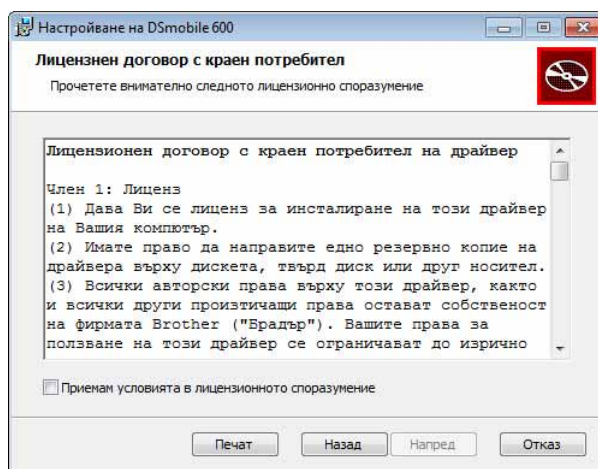 Настройване на DSmobile 600
Лицензнен договор с краен потребител
Прочетете внимателно следното лицензионно споразумение
Лицензионен договор с краен потребител на драйвер
Член 1: Лиценз
(1) Дава Ви се лиценз за инсталиране на този драйвер
на Вашия компютър.
(2) Имате право да направите едно резервно копие на
драйвера върху дискета, твърд диск или друг носител.
(3) Всички авторски права върху този драйвер, както
и всички други произтичащи права остават собственост
на фирмата Brother ("Брадър"). Вашите права за
ползване на този драйвер се ограничават до изрично
Приемам условията в лицензионното споразумение
Печат
Назад
Напред
Отказ